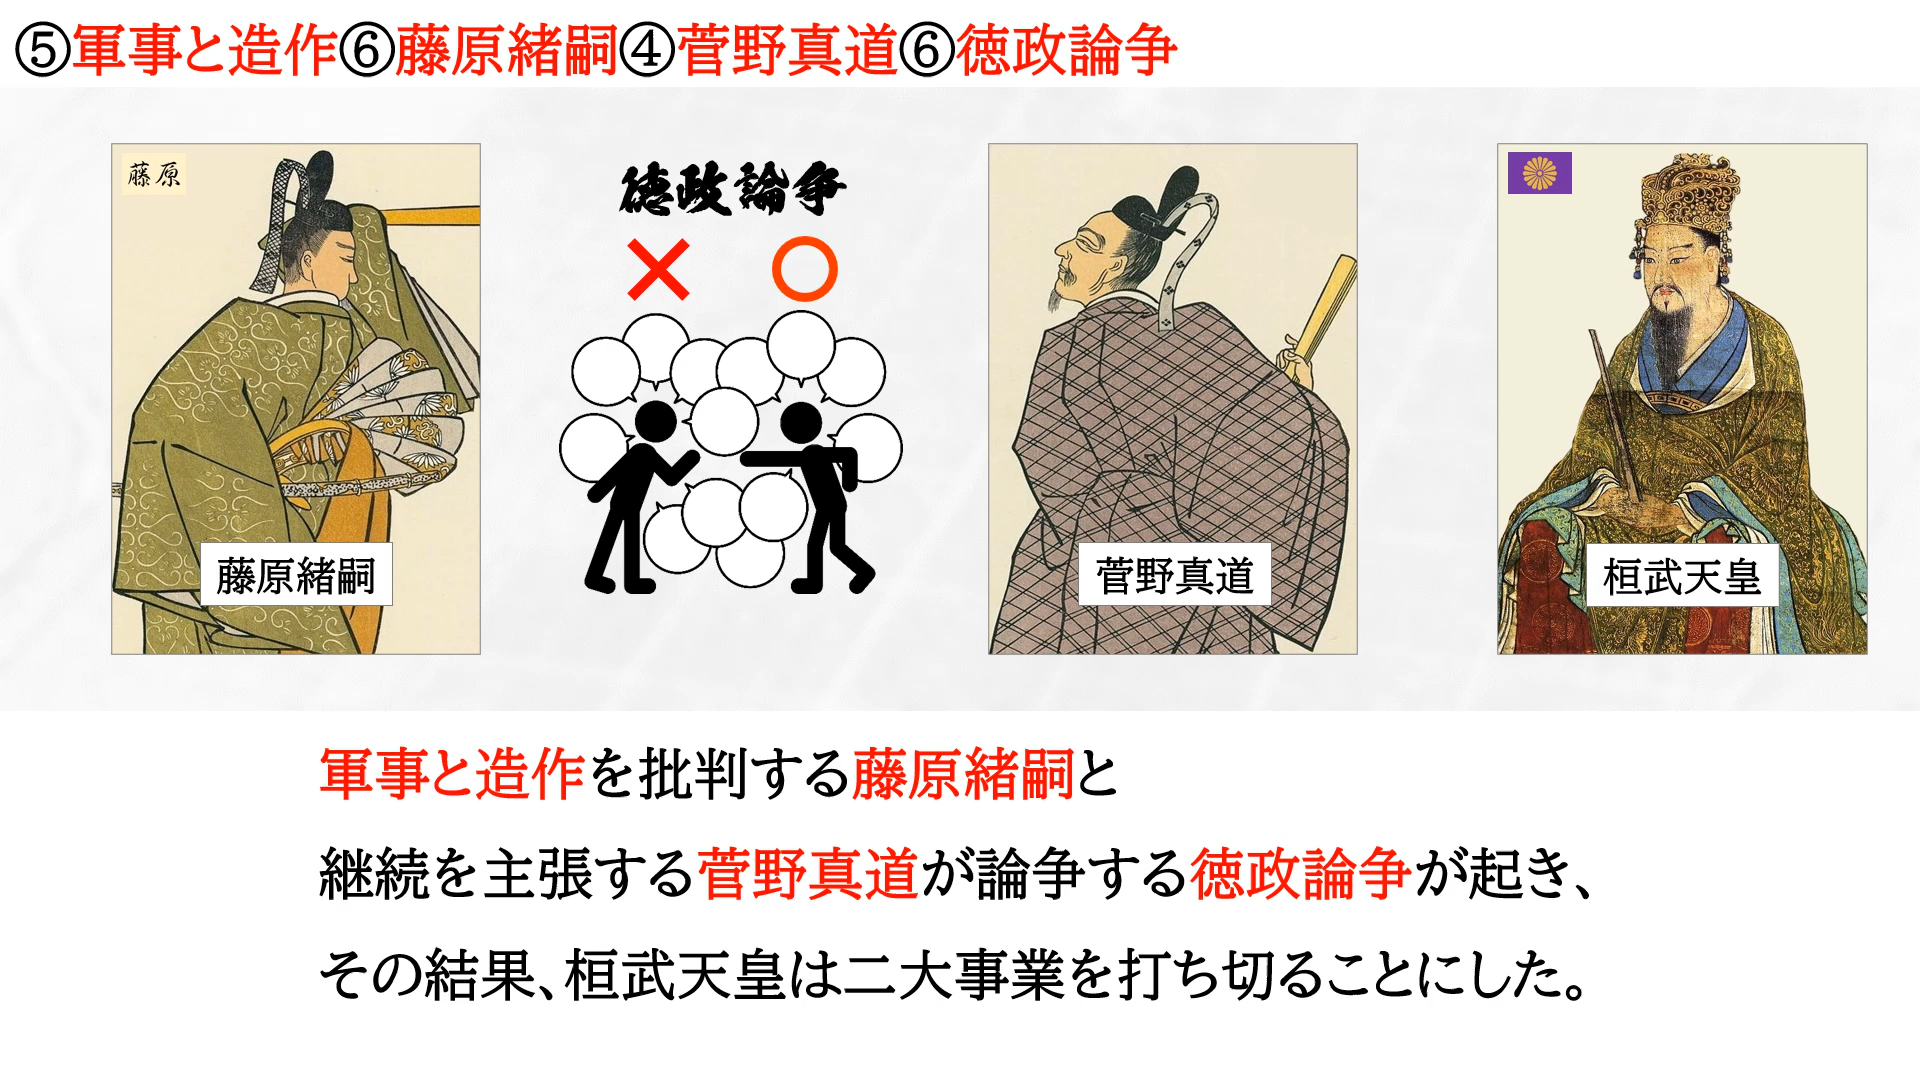 ⑤軍事と造作⑥藤原緒嗣④菅野真道⑥徳政論争
藤原
徳政論争
藤原緒嗣
菅野真道
桓武天皇
軍事と造作を批判する藤原緒嗣と
継続を主張する菅野真道が論争する徳政論争が起き、
その結果、桓武天皇は二大事業を打ち切ることにした。